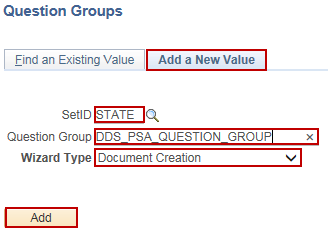 Question Groups
Find an Existing Value Add a New Value
SetID STATE
Question Group DDS_PSA_QUESTION_GROUP ×
Wizard Type Document Creation
Add